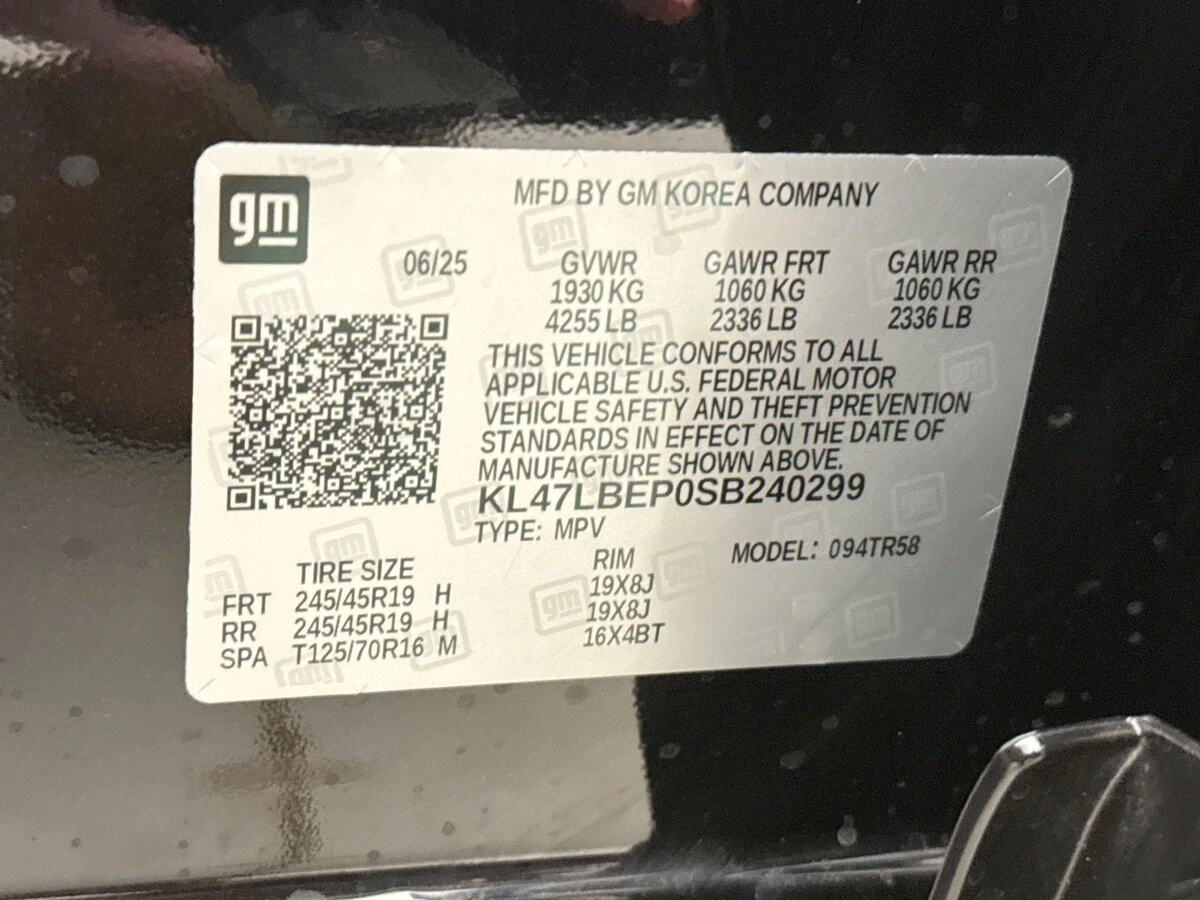 gm
MFD BY GM KOREA COMPANY
06/25 GVWR GAWR FRT GAWR RR
1930 KG 1060 KG 1060 KG
4255 LB 2336 LB 2336 LB
THIS VEHICLE CONFORMS TO ALL
APPLICABLE U.S. FEDERAL MOTOR
VEHICLE SAFETY AND THEFT PREVENTION
STANDARDS IN EFFECT ON THE DATE OF
MANUFACTURE SHOWN ABOVE.
KL47LBEP0SB240299
TYPE: MPV MODEL: 094TR58
TIRE SIZE RIM
FRT 245/45R19 H 19X8J
RR 245/45R19 H 19X8J
SPA T125/70R16 M 16X4BT